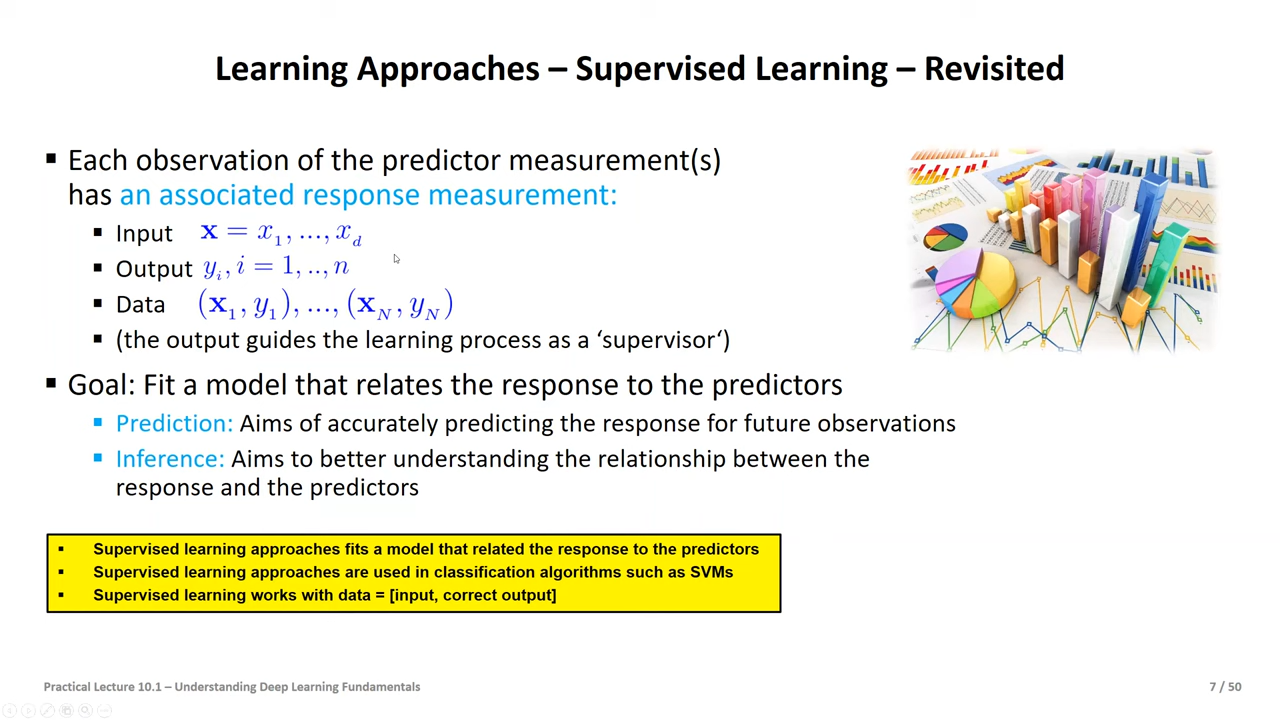 Learning Approaches – Supervised Learning – Revisited
▪ Each observation of the predictor measurement(s)
has an associated response measurement:
▪ Input x = x₁, ..., x_d
▪ Output yᵢ, i = 1, .., n
▪ Data (x₁, y₁), ..., (x_N, y_N)
▪ (the output guides the learning process as a ‘supervisor‘)
▪ Goal: Fit a model that relates the response to the predictors
▪ Prediction: Aims of accurately predicting the response for future observations
▪ Inference: Aims to better understanding the relationship between the
response and the predictors
▪ Supervised learning approaches fits a model that related the response to the predictors
▪ Supervised learning approaches are used in classification algorithms such as SVMs
▪ Supervised learning works with data = [input, correct output]
Practical Lecture 10.1 – Understanding Deep Learning Fundamentals
7 / 50